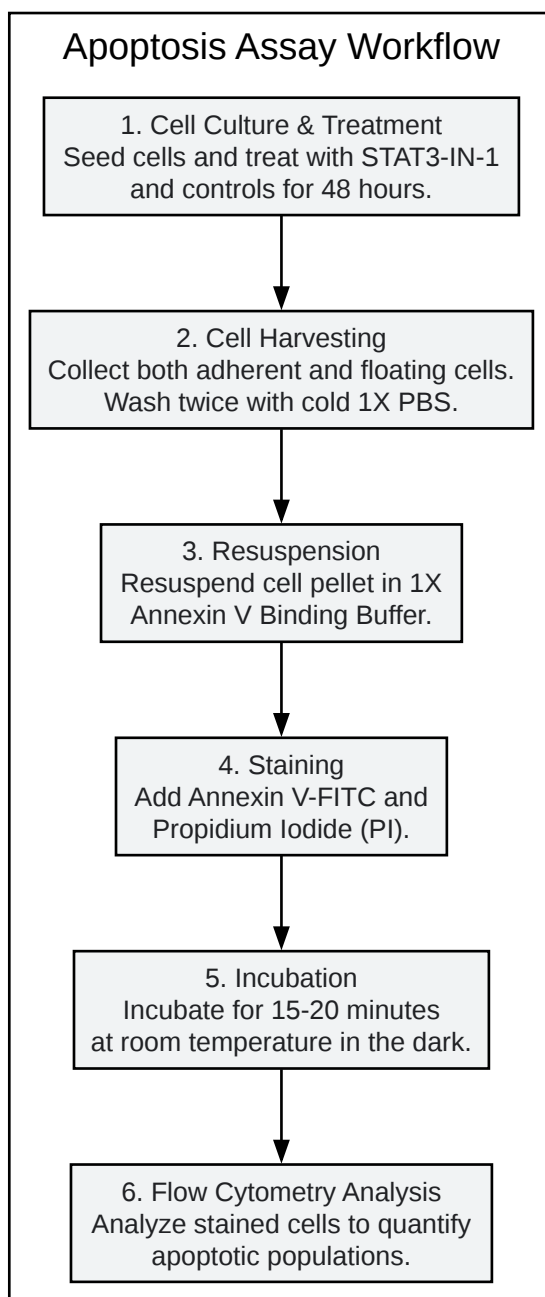 Apoptosis Assay Workflow
1. Cell Culture & Treatment
Seed cells and treat with STAT3-IN-1
and controls for 48 hours.
2. Cell Harvesting
Collect both adherent and floating cells.
Wash twice with cold 1X PBS.
3. Resuspension
Resuspend cell pellet in 1X
Annexin V Binding Buffer.
4. Staining
Add Annexin V-FITC and
Propidium Iodide (PI).
5. Incubation
Incubate for 15-20 minutes
at room temperature in the dark.
6. Flow Cytometry Analysis
Analyze stained cells to quantify
apoptotic populations.